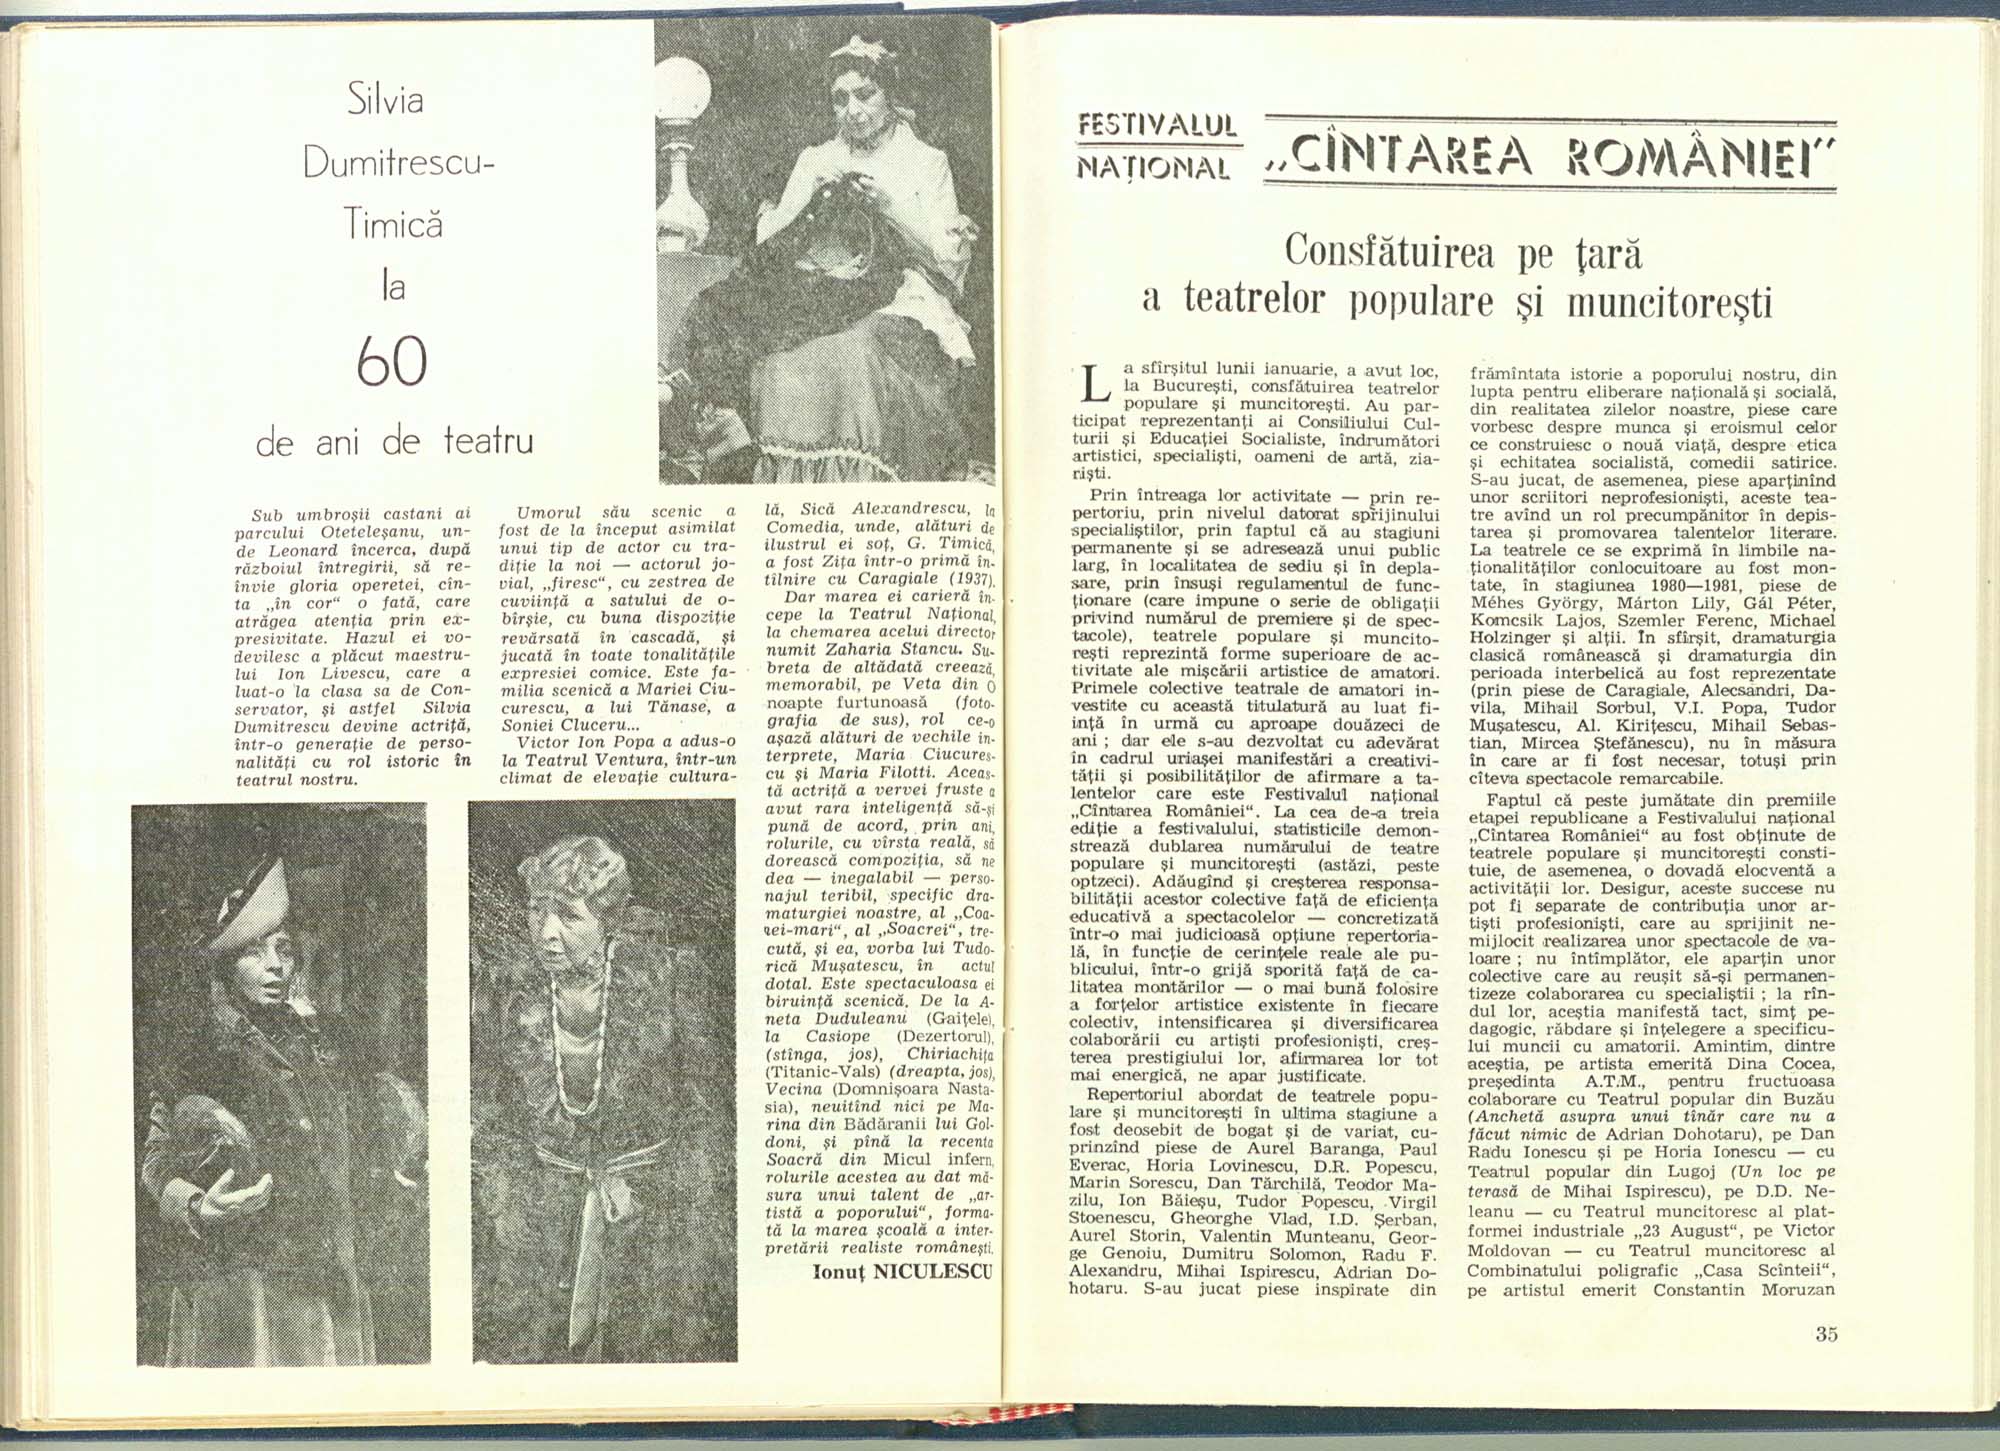 Silvia
Dumitrescu-
Timică
la
60
de ani de teatru
Sub umbroșii castani ai
parcului Oteteleșanu, un-
de Leonard încerca, după
războiul întregirii, să re-
învie gloria operetei, cîn-
ta „în cor“ o fată, care
atrăgea atenția prin ex-
presivitate. Hazul ei vo-
devilesc a plăcut maestru-
lui Ion Livescu, care a
luat-o la clasa sa de Con-
servator, și astfel Silvia
Dumitrescu devine actriță,
într-o generație de perso-
nalități cu rol istoric în
teatrul nostru.
Umorul său scenic a
fost de la început asimilat
unui tip de actor cu tra-
diție la noi — actorul jo-
vial, „firesc“, cu zestrea de
cuviință a satului de o-
bîrșie, cu buna dispoziție
revărsată în cascadă, și
jucată în toate tonalitățile
expresiei comice. Este fa-
milia scenică a Mariei Ciu-
curescu, a lui Tănase, a
Soniei Cluceru...
Victor Ion Popa a adus-o
la Teatrul Ventura, într-un
climat de elevație cultura-
lă, Sică Alexandrescu, la
Comedia, unde, alături de
ilustrul ei soț, G. Timică,
a fost Zița într-o primă în-
tîlnire cu Caragiale (1937).
Dar marea ei carieră în-
cepe la Teatrul Național,
la chemarea acelui director
numit Zaharia Stancu. Su-
breta de altădată creează,
memorabil, pe Veta din O
noapte furtunoasă (foto-
grafia de sus), rol ce-o
așază alături de vechile in-
terprete, Maria Ciucures-
cu și Maria Filotti. Aceas-
tă actriță a vervei fruste a
avut rara inteligență să-și
pună de acord, prin ani,
rolurile, cu vîrsta reală, să
dorească compoziția, să ne
dea — inegalabil — perso-
najul teribil, specific dra-
maturgiei noastre, al „Coa-
nei-mari“, al „Soacrei“, tre-
cută, și ea, vorba lui Tudo-
rică Mușatescu, în actul
dotal. Este spectaculoasa ei
biruință scenică. De la A-
neta Duduleanu (Gaițele),
la Casiope (Dezertorul),
(stînga, jos), Chiriachița
(Titanic-Vals) (dreapta, jos),
Vecina (Domnișoara Nasta-
sia), neuitînd nici pe Ma-
rina din Bădăranii lui Gol-
doni, și pînă la recenta
Soacră din Micul infern,
rolurile acestea au dat mă-
sura unui talent de „ar-
tistă a poporului“, forma-
tă la marea școală a inter-
pretării realiste românești.
Ionuț NICULESCU
FESTIVALUL
NAȚIONAL
„CÎNTAREA ROMÂNIEI“
Consfătuirea pe țară
a teatrelor populare și muncitorești
La sfîrșitul lunii ianuarie, a avut loc,
la București, consfătuirea teatrelor
populare și muncitorești. Au par-
ticipat reprezentanți ai Consiliului Cul-
turii și Educației Socialiste, îndrumători
artistici, specialiști, oameni de artă, zia-
riști.
Prin întreaga lor activitate — prin re-
pertoriu, prin nivelul datorat sprijinului
specialiștilor, prin faptul că au stagiuni
permanente și se adresează unui public
larg, în localitatea de sediu și în depla-
sare, prin însuși regulamentul de func-
ționare (care impune o serie de obligații
privind numărul de premiere și de spec-
tacole), teatrele populare și muncito-
rești reprezintă forme superioare de ac-
tivitate ale mișcării artistice de amatori.
Primele colective teatrale de amatori in-
vestite cu această titulatură au luat fi-
ință în urmă cu aproape douăzeci de
ani ; dar ele s-au dezvoltat cu adevărat
în cadrul uriașei manifestări a creativi-
tății și posibilităților de afirmare a ta-
lentelor care este Festivalul național
„Cîntarea României“. La cea de-a treia
ediție a festivalului, statisticile demon-
strează dublarea numărului de teatre
populare și muncitorești (astăzi, peste
optzeci). Adăugînd și creșterea responsa-
bilității acestor colective față de eficiența
educativă a spectacolelor — concretizată
într-o mai judicioasă opțiune repertoria-
lă, în funcție de cerințele reale ale pu-
blicului, într-o grijă sporită față de ca-
litatea montărilor — o mai bună folosire
a forțelor artistice existente în fiecare
colectiv, intensificarea și diversificarea
colaborării cu artiști profesioniști, creș-
terea prestigiului lor, afirmarea lor tot
mai energică, ne apar justificate.
Repertoriul abordat de teatrele popu-
lare și muncitorești în ultima stagiune a
fost deosebit de bogat și de variat, cu-
prinzînd piese de Aurel Baranga, Paul
Everac, Horia Lovinescu, D.R. Popescu,
Marin Sorescu, Dan Tărchilă, Teodor Ma-
zilu, Ion Băieșu, Tudor Popescu, Virgil
Stoenescu, Gheorghe Vlad, I.D. Șerban,
Aurel Storin, Valentin Munteanu, Geor-
ge Genoiu, Dumitru Solomon, Radu F.
Alexandru, Mihai Ispirescu, Adrian Do-
hotaru. S-au jucat piese inspirate din
frămîntata istorie a poporului nostru, din
lupta pentru eliberare națională și socială,
din realitatea zilelor noastre, piese care
vorbesc despre munca și eroismul celor
ce construiesc o nouă viață, despre etica
și echitatea socialistă, comedii satirice.
S-au jucat, de asemenea, piese aparținînd
unor scriitori neprofesioniști, aceste tea-
tre avînd un rol precumpănitor în depis-
tarea și promovarea talentelor literare.
La teatrele ce se exprimă în limbile na-
ționalităților conlocuitoare au fost mon-
tate, în stagiunea 1980—1981, piese de
Méhes György, Márton Lily, Gál Péter,
Komcsik Lajos, Szemler Ferenc, Michael
Holzinger și alții. În sfîrșit, dramaturgia
clasică românească și dramaturgia din
perioada interbelică au fost reprezentate
(prin piese de Caragiale, Alecsandri, Da-
vila, Mihail Sorbul, V.I. Popa, Tudor
Mușatescu, Al. Kirițescu, Mihail Sebas-
tian, Mircea Ștefănescu), nu în măsura
în care ar fi fost necesar, totuși prin
cîteva spectacole remarcabile.
Faptul că peste jumătate din premiile
etapei republicane a Festivalului național
„Cîntarea României“ au fost obținute de
teatrele populare și muncitorești consti-
tuie, de asemenea, o dovadă elocventă a
activității lor. Desigur, aceste succese nu
pot fi separate de contribuția unor ar-
tiști profesioniști, care au sprijinit ne-
mijlocit realizarea unor spectacole de va-
loare ; nu întîmplător, ele aparțin unor
colective care au reușit să-și permanen-
tizeze colaborarea cu specialiștii ; la rîn-
dul lor, aceștia manifestă tact, simț pe-
dagogic, răbdare și înțelegere a specificu-
lui muncii cu amatorii. Amintim, dintre
aceștia, pe artista emerită Dina Cocea,
președinta A.T.M., pentru fructuoasa
colaborare cu Teatrul popular din Buzău
(Anchetă asupra unui tînăr care nu a
făcut nimic de Adrian Dohotaru), pe Dan
Radu Ionescu și pe Horia Ionescu — cu
Teatrul popular din Lugoj (Un loc pe
terasă de Mihai Ispirescu), pe D.D. Ne-
leanu — cu Teatrul muncitoresc al plat-
formei industriale „23 August“, pe Victor
Moldovan — cu Teatrul muncitoresc al
Combinatului poligrafic „Casa Scînteii“,
pe artistul emerit Constantin Moruzan
35